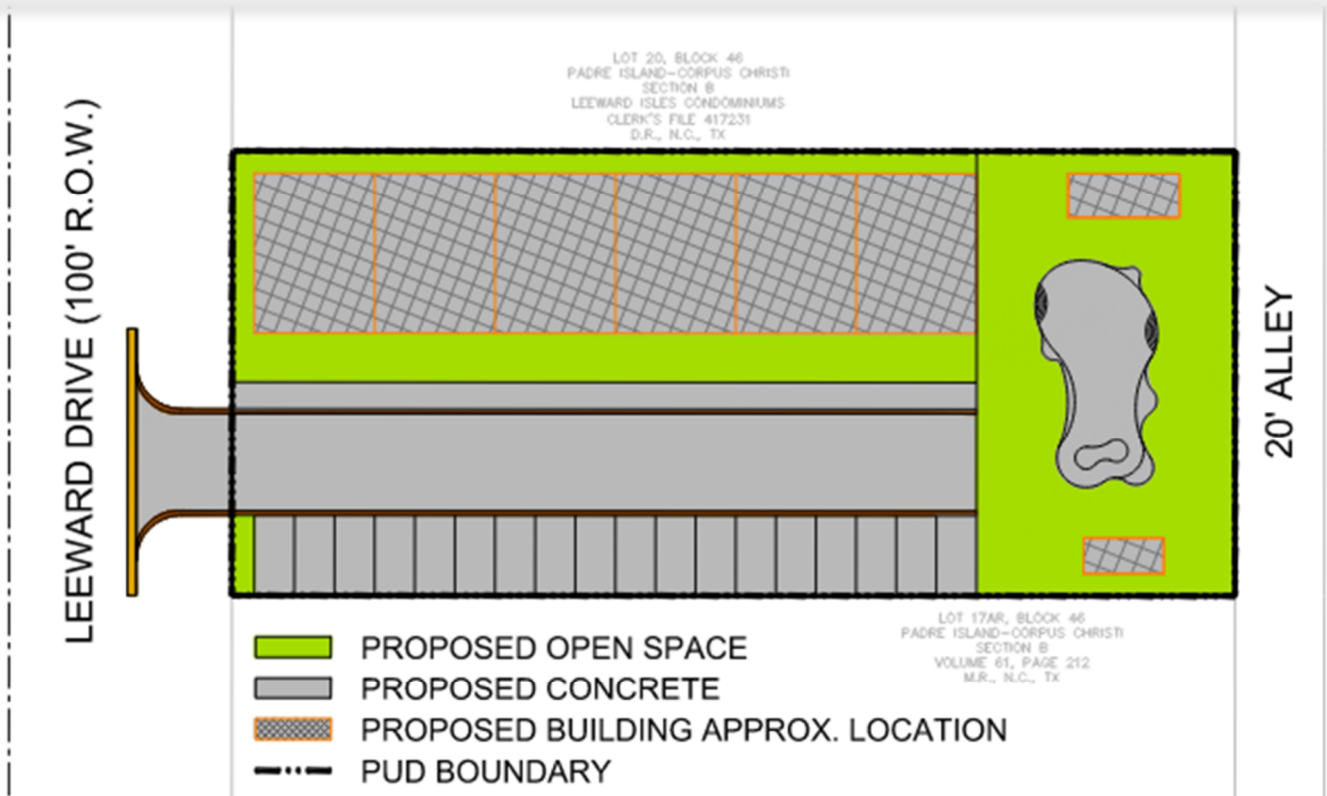 LOT 20, BLOCK 46
PADRE ISLAND-CORPUS CHRISTI
SECTION B
LEEWARD ISLES CONDOMINIUMS
CLERK'S FILE 417231
D.R., N.C., TX
LEEWARD DRIVE (100' R.O.W.)
20' ALLEY
LOT 17AR, BLOCK 46
PADRE ISLAND-CORPUS CHRISTI
SECTION B
VOLUME 61, PAGE 212
M.R., N.C., TX
PROPOSED OPEN SPACE
PROPOSED CONCRETE
PROPOSED BUILDING APPROX. LOCATION
PUD BOUNDARY